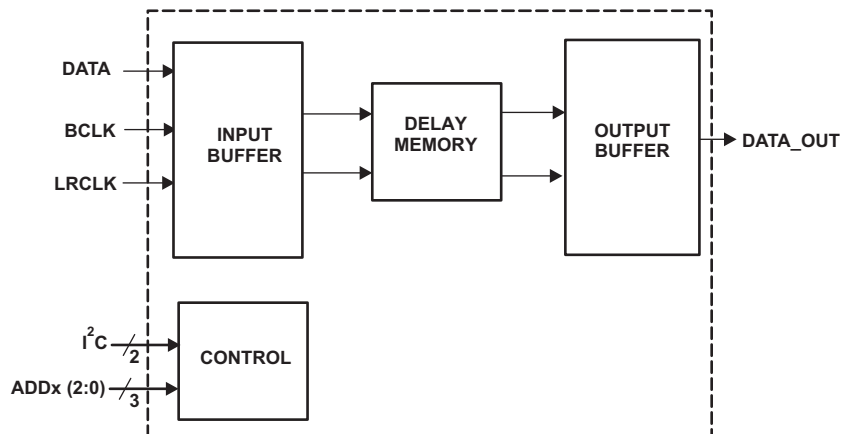 DATA
BCLK
LRCLK
INPUT
BUFFER
DELAY
MEMORY
OUTPUT
BUFFER
DATA_OUT
I²C
2
CONTROL
ADDx (2:0)
3